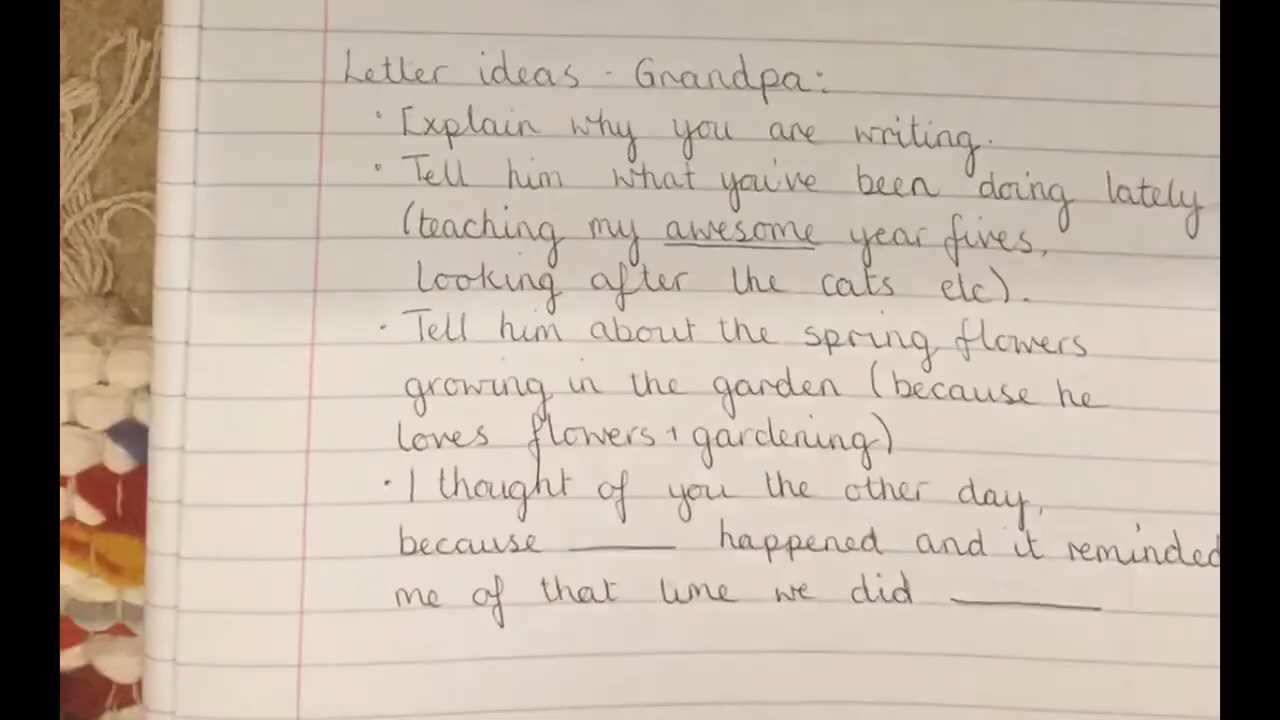 Letter ideas - Grandpa:
• Explain why you are writing.
• Tell him what you've been doing lately
(teaching my awesome year fives,
looking after the cats etc).
• Tell him about the spring flowers
growing in the garden (because he
loves flowers + gardening)
• I thought of you the other day,
because ____ happened and it reminded
me of that time we did ____